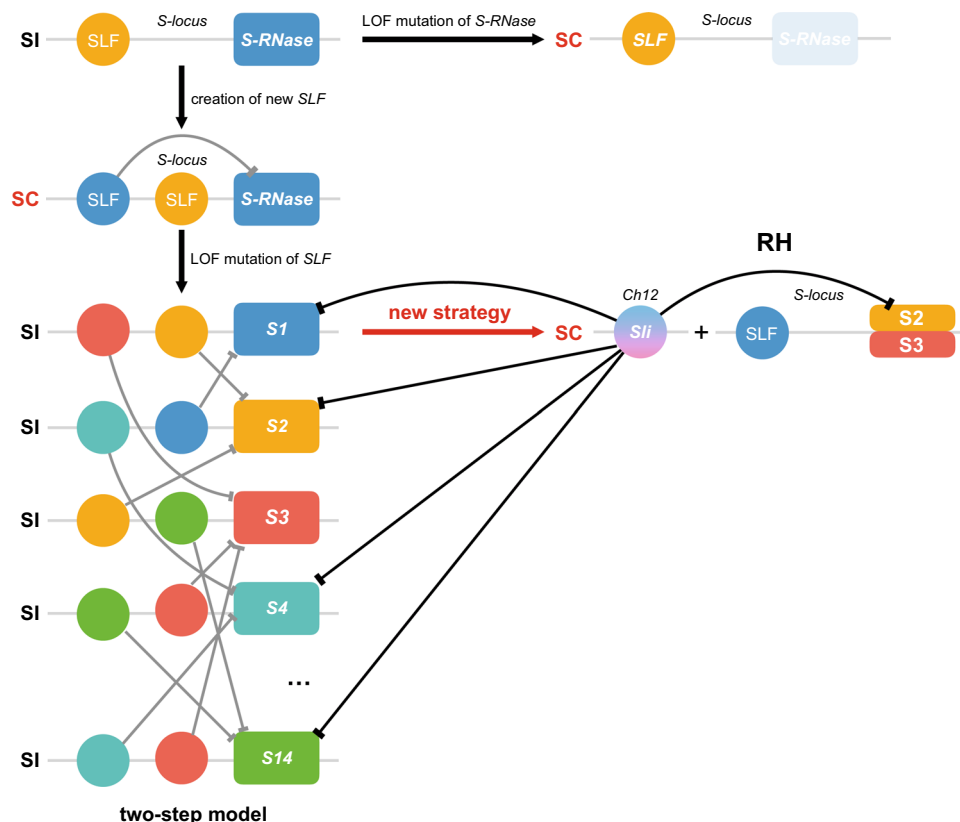 S-locus
LOF mutation of S-RNase
S-locus
SI
SLF
S-RNase
SC
SLF
S-RNase
creation of new SLF
S-locus
SC
SLF
SLF
S-RNase
LOF mutation of SLF
RH
Ch12
S-locus
SI
S1
new strategy
SC
Sli
+
SLF
S2
S3
SI
S2
SI
S3
SI
S4
...
SI
S14
two-step model